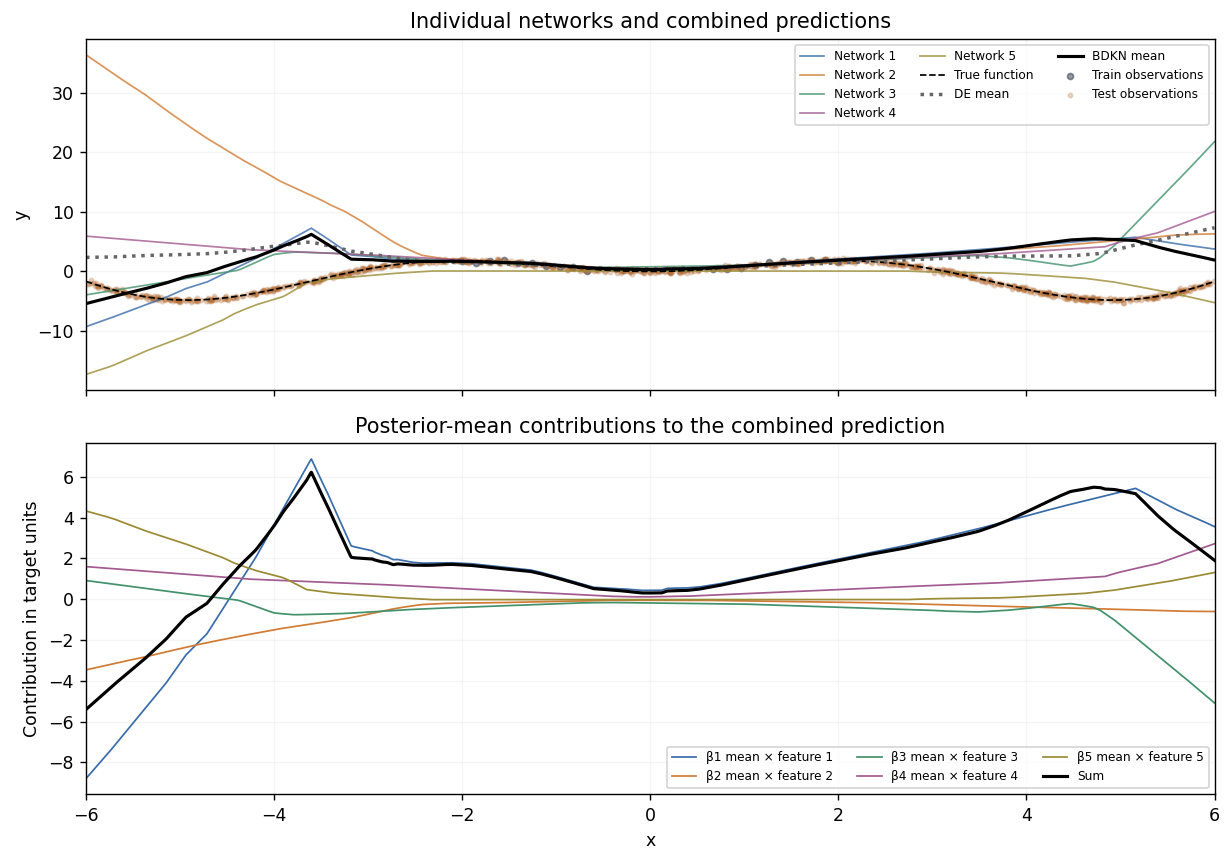 Individual networks and combined predictions
Network 1
Network 2
Network 3
Network 4
Network 5
True function
DE mean
BDKN mean
Train observations
Test observations
y
30
20
10
0
−10
Posterior-mean contributions to the combined prediction
Contribution in target units
6
4
2
0
−2
−4
−6
−8
β1 mean × feature 1
β2 mean × feature 2
β3 mean × feature 3
β4 mean × feature 4
β5 mean × feature 5
Sum
−6
−4
−2
0
2
4
6
x